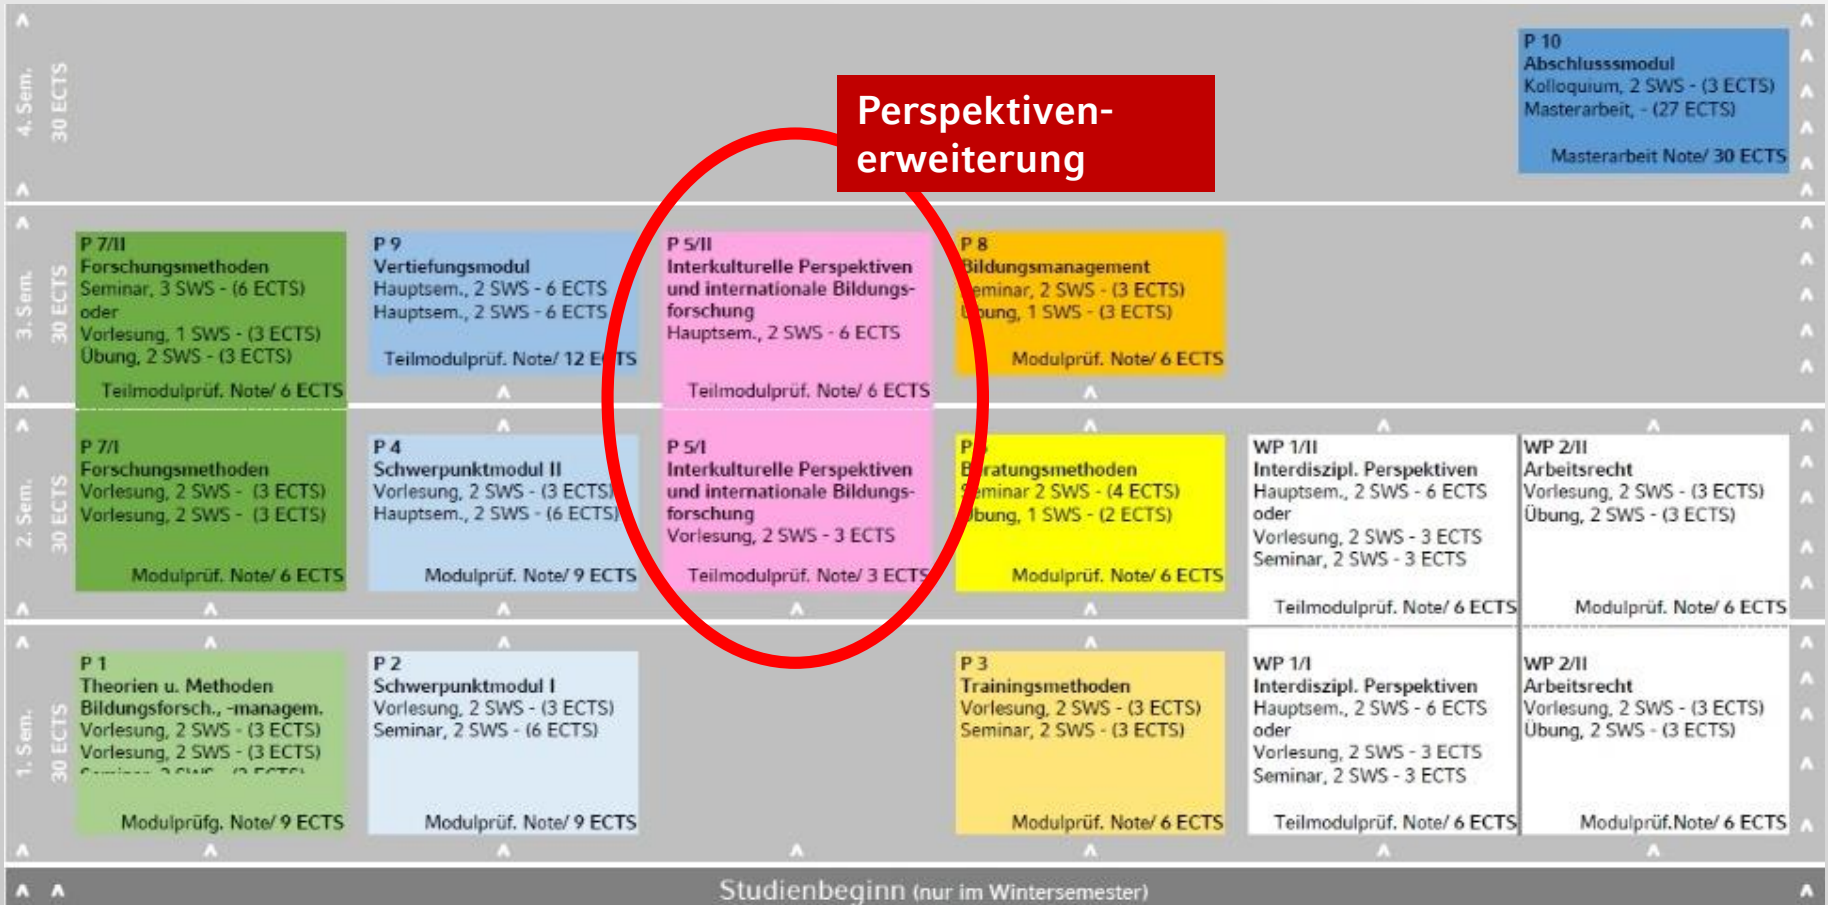 4. Sem.
30 ECTS
P 10
Abschlusssmodul
Kolloquium, 2 SWS - (3 ECTS)
Masterarbeit, - (27 ECTS)
Masterarbeit Note/ 30 ECTS
Perspektiven-
erweiterung
3. Sem.
30 ECTS
P 7/II
Forschungsmethoden
Seminar, 3 SWS - (6 ECTS)
oder
Vorlesung, 1 SWS - (3 ECTS)
Übung, 2 SWS - (3 ECTS)
Teilmodulprüf. Note/ 6 ECTS
P 9
Vertiefungsmodul
Hauptsem., 2 SWS - 6 ECTS
Hauptsem., 2 SWS - 6 ECTS
Teilmodulprüf. Note/ 12 ECTS
P 5/II
Interkulturelle Perspektiven
und internationale Bildungs-
forschung
Hauptsem., 2 SWS - 6 ECTS
Teilmodulprüf. Note/ 6 ECTS
P 8
Bildungsmanagement
Seminar, 2 SWS - (3 ECTS)
Übung, 1 SWS - (3 ECTS)
Modulprüf. Note/ 6 ECTS
2. Sem.
30 ECTS
P 7/I
Forschungsmethoden
Vorlesung, 2 SWS - (3 ECTS)
Vorlesung, 2 SWS - (3 ECTS)
Modulprüf. Note/ 6 ECTS
P 4
Schwerpunktmodul II
Vorlesung, 2 SWS - (3 ECTS)
Hauptsem., 2 SWS - (6 ECTS)
Modulprüf. Note/ 9 ECTS
P 5/I
Interkulturelle Perspektiven
und internationale Bildungs-
forschung
Vorlesung, 2 SWS - 3 ECTS
Teilmodulprüf. Note/ 3 ECTS
P
Beratungsmethoden
Seminar 2 SWS - (4 ECTS)
Übung, 1 SWS - (2 ECTS)
Modulprüf. Note/ 6 ECTS
WP 1/II
Interdiszipl. Perspektiven
Hauptsem., 2 SWS - 6 ECTS
oder
Vorlesung, 2 SWS - 3 ECTS
Seminar, 2 SWS - 3 ECTS
Teilmodulprüf. Note/ 6 ECTS
WP 2/II
Arbeitsrecht
Vorlesung, 2 SWS - (3 ECTS)
Übung, 2 SWS - (3 ECTS)
Modulprüf. Note/ 6 ECTS
1. Sem.
30 ECTS
P 1
Theorien u. Methoden
Bildungsforsch., -managem.
Vorlesung, 2 SWS - (3 ECTS)
Vorlesung, 2 SWS - (3 ECTS)
Modulprüfg. Note/ 9 ECTS
P 2
Schwerpunktmodul I
Vorlesung, 2 SWS - (3 ECTS)
Seminar, 2 SWS - (6 ECTS)
Modulprüf. Note/ 9 ECTS
P 3
Trainingsmethoden
Vorlesung, 2 SWS - (3 ECTS)
Seminar, 2 SWS - (3 ECTS)
Modulprüf. Note/ 6 ECTS
WP 1/I
Interdiszipl. Perspektiven
Hauptsem., 2 SWS - 6 ECTS
oder
Vorlesung, 2 SWS - 3 ECTS
Seminar, 2 SWS - 3 ECTS
Teilmodulprüf. Note/ 6 ECTS
WP 2/II
Arbeitsrecht
Vorlesung, 2 SWS - (3 ECTS)
Übung, 2 SWS - (3 ECTS)
Modulprüf.Note/ 6 ECTS
Studienbeginn (nur im Wintersemester)